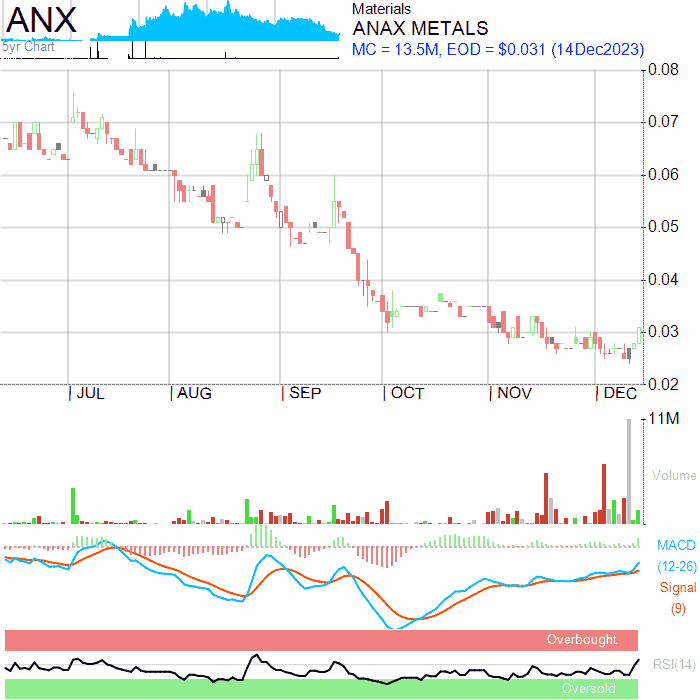 ANX
5yr Chart
Materials
ANAX METALS
MC = 13.5M, EOD = $0.031 (14Dec2023)
0.08
0.07
0.06
0.05
0.04
0.03
0.02
JUL AUG SEP OCT NOV DEC
11M
Volume
MACD
(12-26)
Signal
(9)
Overbought
RSI(14)
Oversold